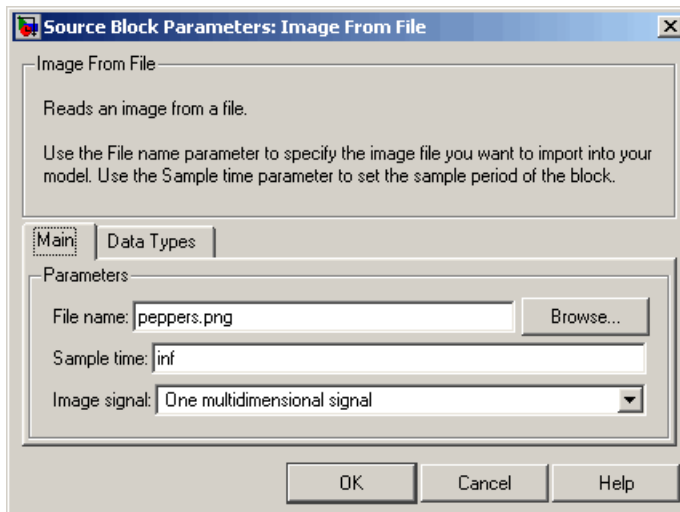 Source Block Parameters: Image From File
Image From File
Reads an image from a file.
Use the File name parameter to specify the image file you want to import into your
model. Use the Sample time parameter to set the sample period of the block.
Main Data Types
Parameters
File name: peppers.png Browse...
Sample time: inf
Image signal: One multidimensional signal
OK Cancel Help